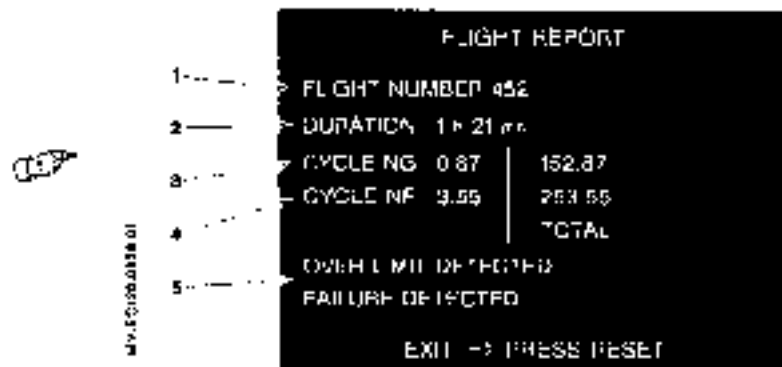 FLIGHT REPORT
1
FLIGHT NUMBER 452
2
DURATION 1 h 21 mn
3
CYCLE NG 0.87 152.87
4
CYCLE NF 3.55 253.55
TOTAL
5
OVER LIMIT DETECTED
FAILURE DETECTED
EXIT => PRESS RESET